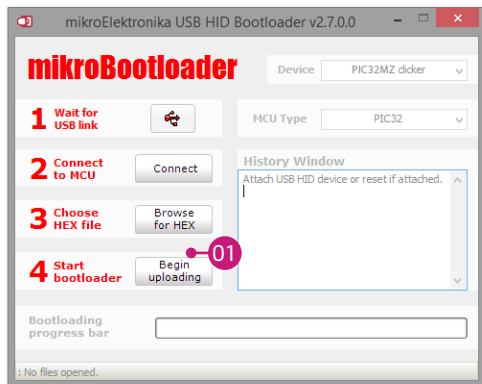 mikroElektronika USB HID Bootloader v2.7.0.0
mikroBootloader
Device
PIC32MZ clicker
1 Wait for
USB link
MCU Type
PIC32
2 Connect
to MCU
Connect
History Window
Attach USB HID device or reset if attached.
3 Choose
HEX file
Browse
for HEX
01
4 Start
bootloader
Begin
uploading
Bootloading
progress bar
: No files opened.